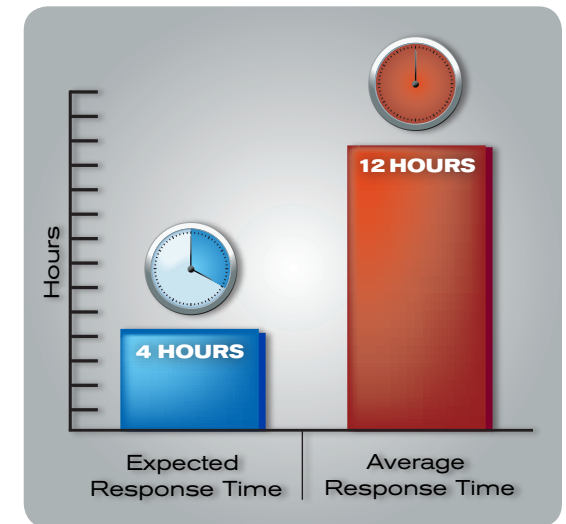 12 HOURS
Hours
4 HOURS
Expected
Response Time
Average
Response Time